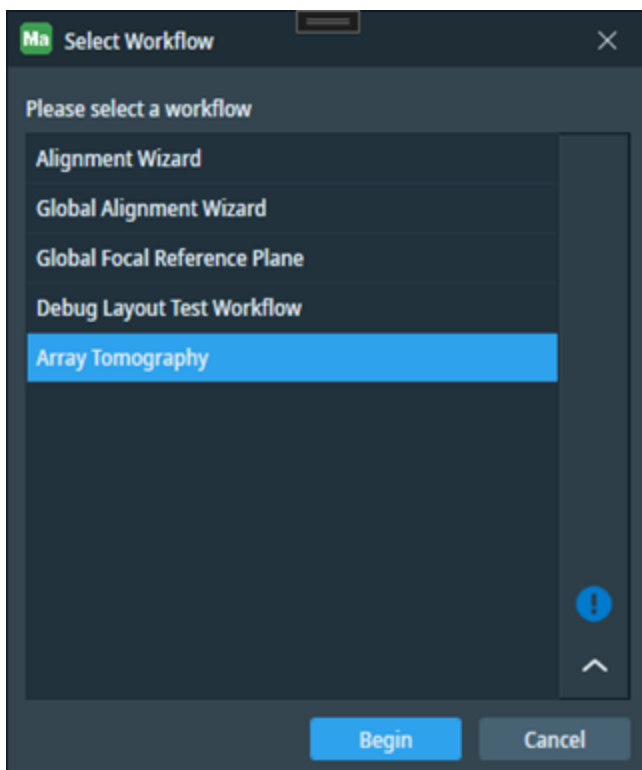 Ma Select Workflow
Please select a workflow
Alignment Wizard
Global Alignment Wizard
Global Focal Reference Plane
Debug Layout Test Workflow
Array Tomography
!
Begin Cancel